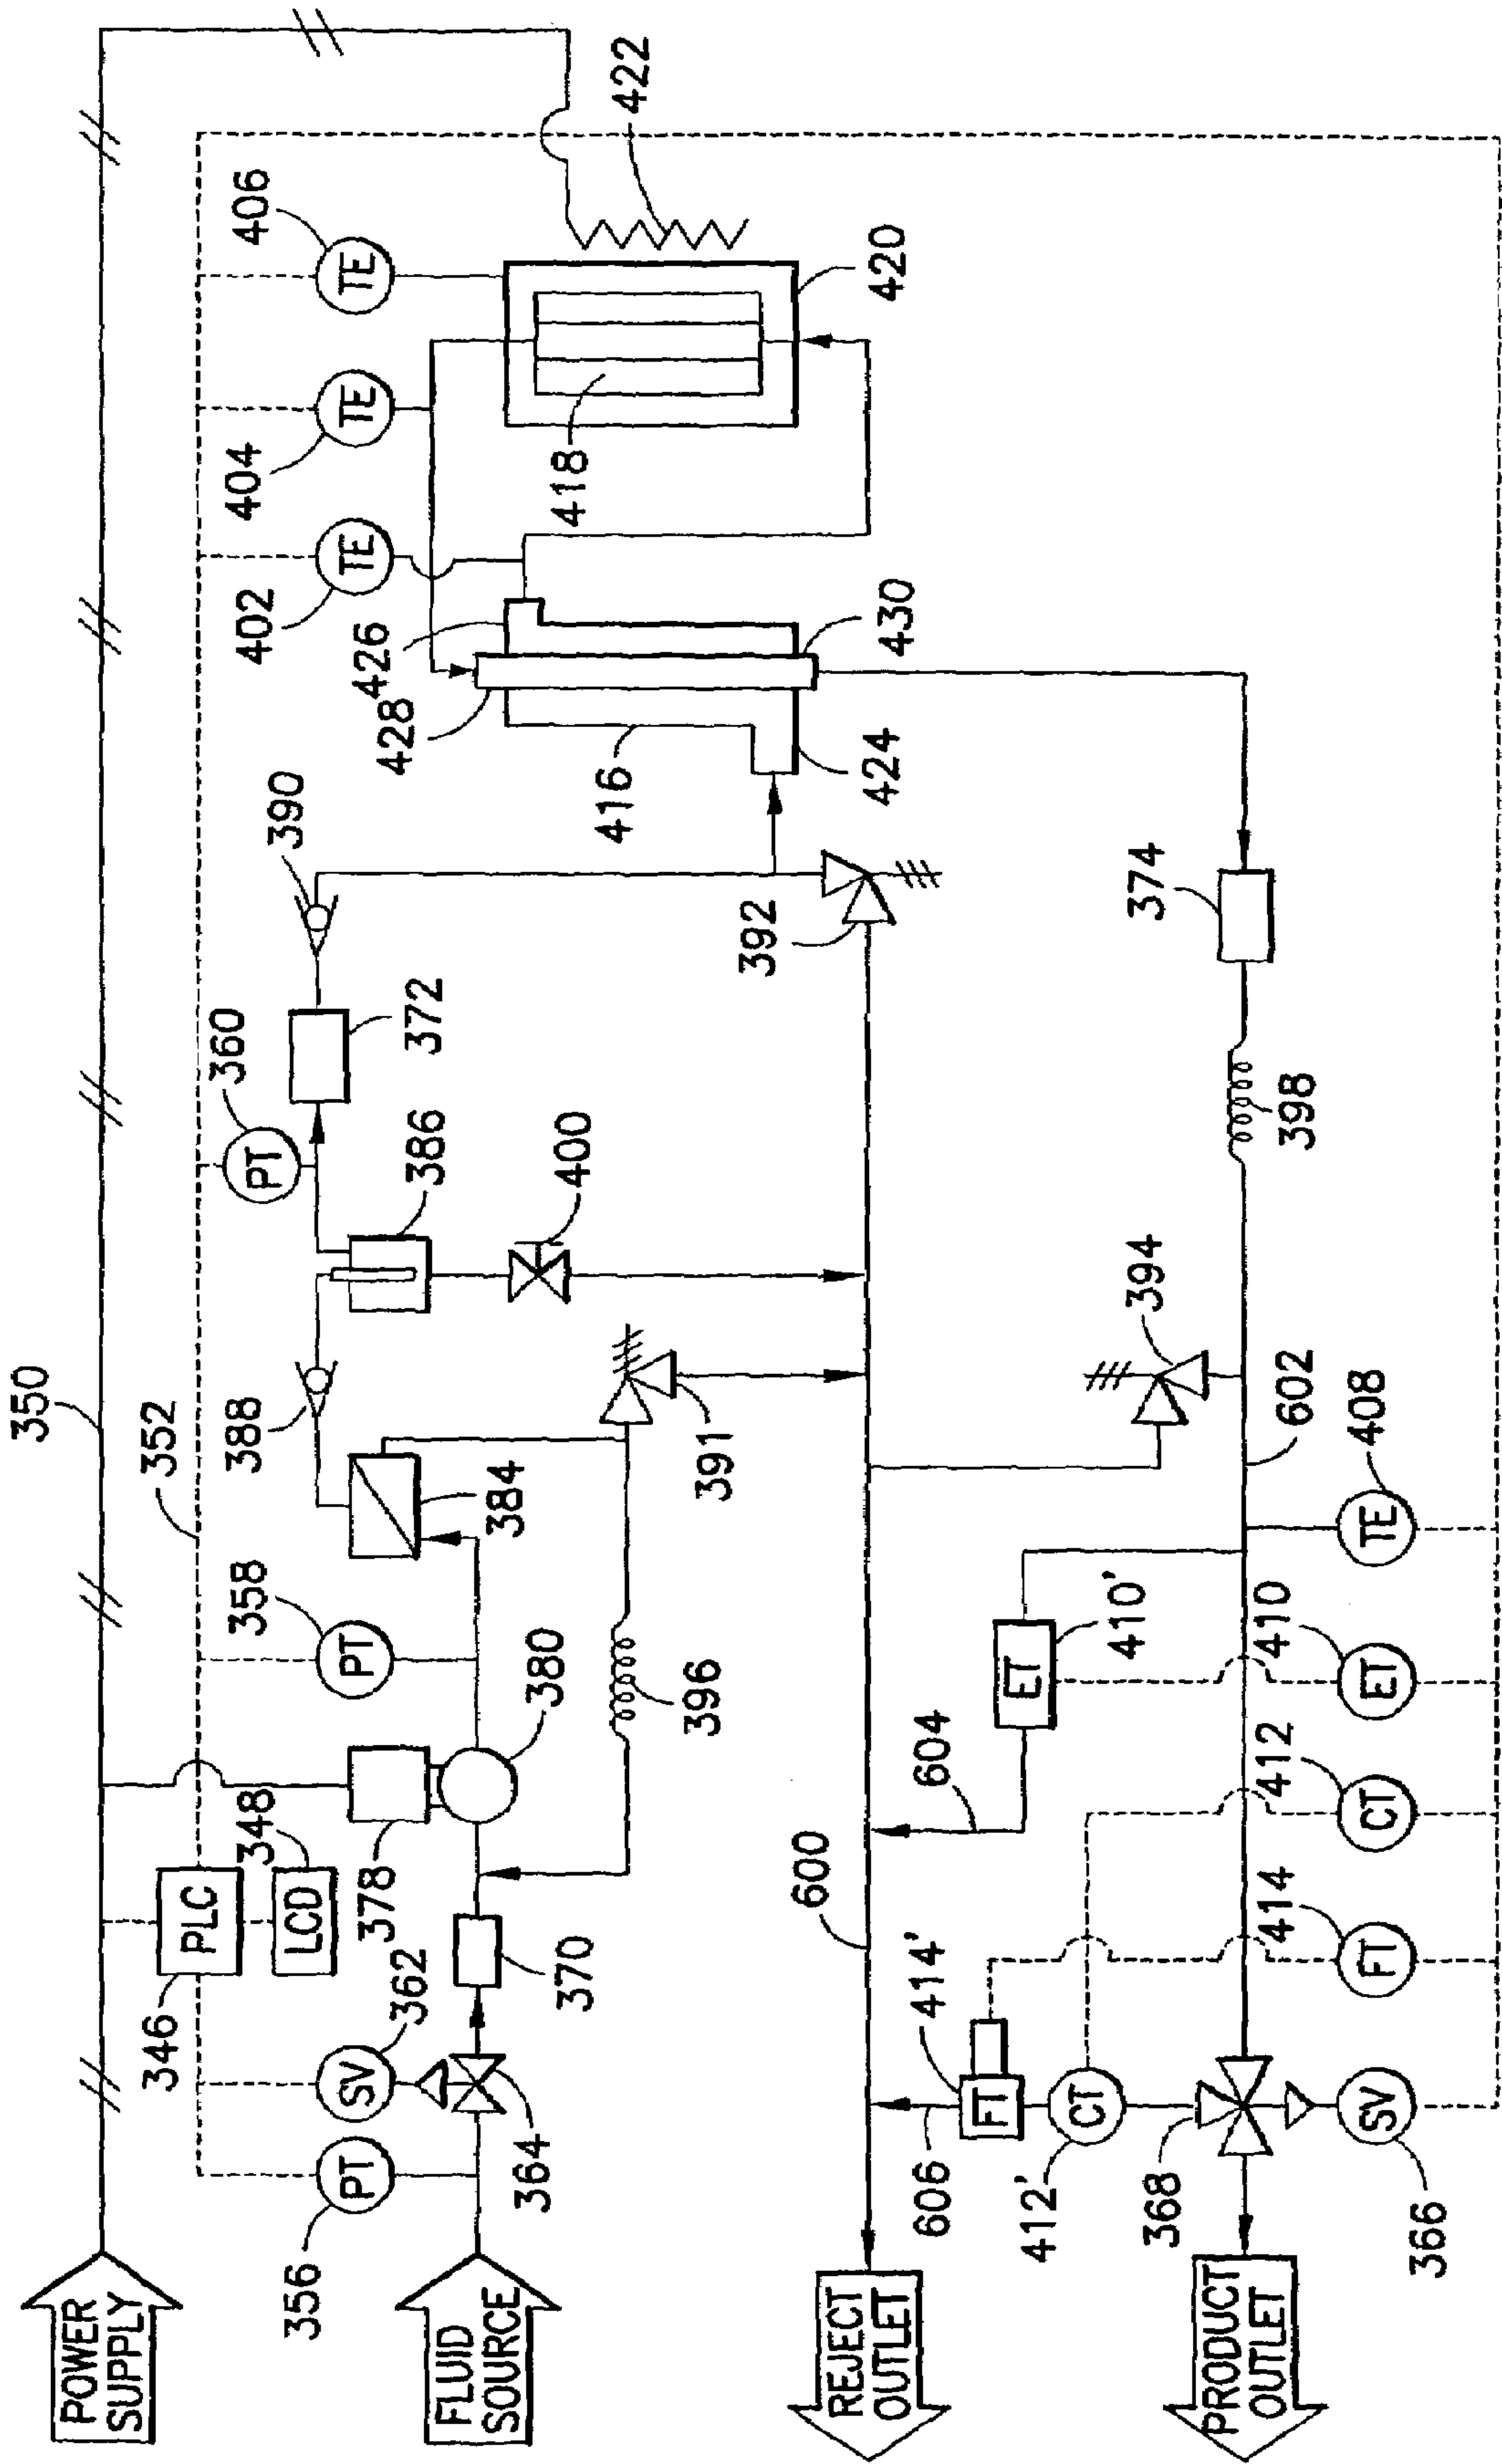 POWER
SUPPLY
350
352
346
PLC
348
LCD
356
PT
362
SV
364
FLUID
SOURCE
370
378
380
358
PT
384
388
396
391
386
360
PT
400
372
390
392
402
TE
404
TE
406
TE
416
428
426
424
430
418
420
422
REJECT
OUTLET
600
606
414'
FT
412'
CT
604
ET
410'
394
602
398
374
408
TE
410
ET
412
CT
414
FT
368
366
SV
PRODUCT
OUTLET